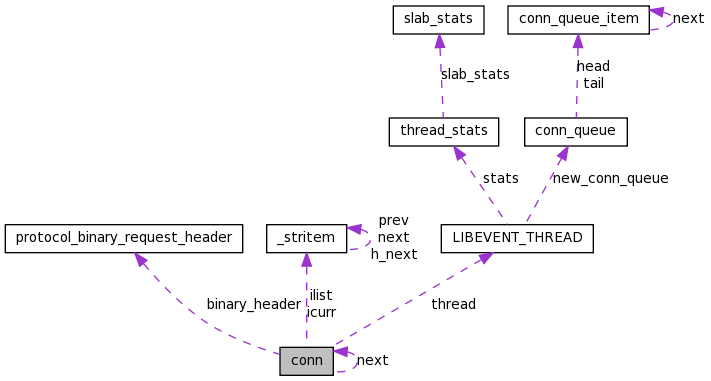 slab_stats
conn_queue_item
next
slab_stats
head
tail
thread_stats
conn_queue
stats
new_conn_queue
protocol_binary_request_header
_stritem
prev
next
h_next
LIBEVENT_THREAD
binary_header
ilist
icurr
thread
conn
next